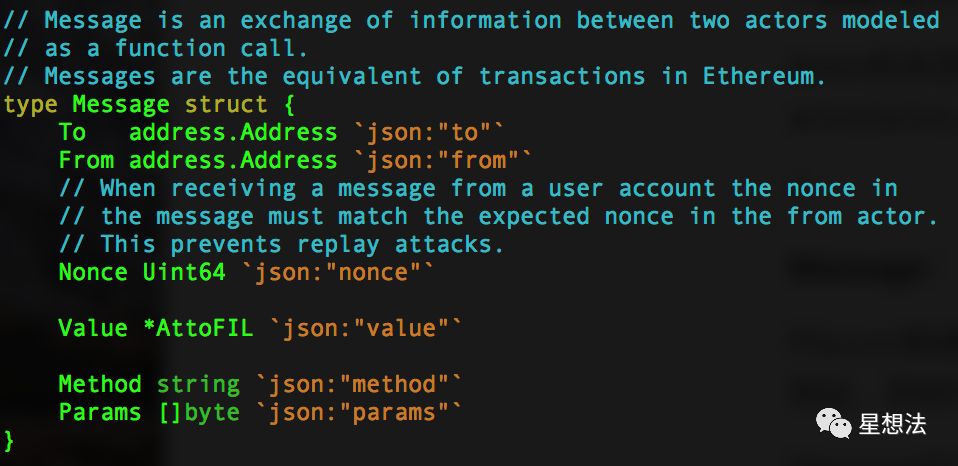 // Message is an exchange of information between two actors modeled
// as a function call.
// Messages are the equivalent of transactions in Ethereum.
type Message struct {
    To   address.Address `json:"to"`
    From address.Address `json:"from"`
    // When receiving a message from a user account the nonce in
    // the message must match the expected nonce in the from actor.
    // This prevents replay attacks.
    Nonce Uint64 `json:"nonce"`

    Value *AttoFIL `json:"value"`

    Method string `json:"method"`
    Params []byte `json:"params"`
}
星想法